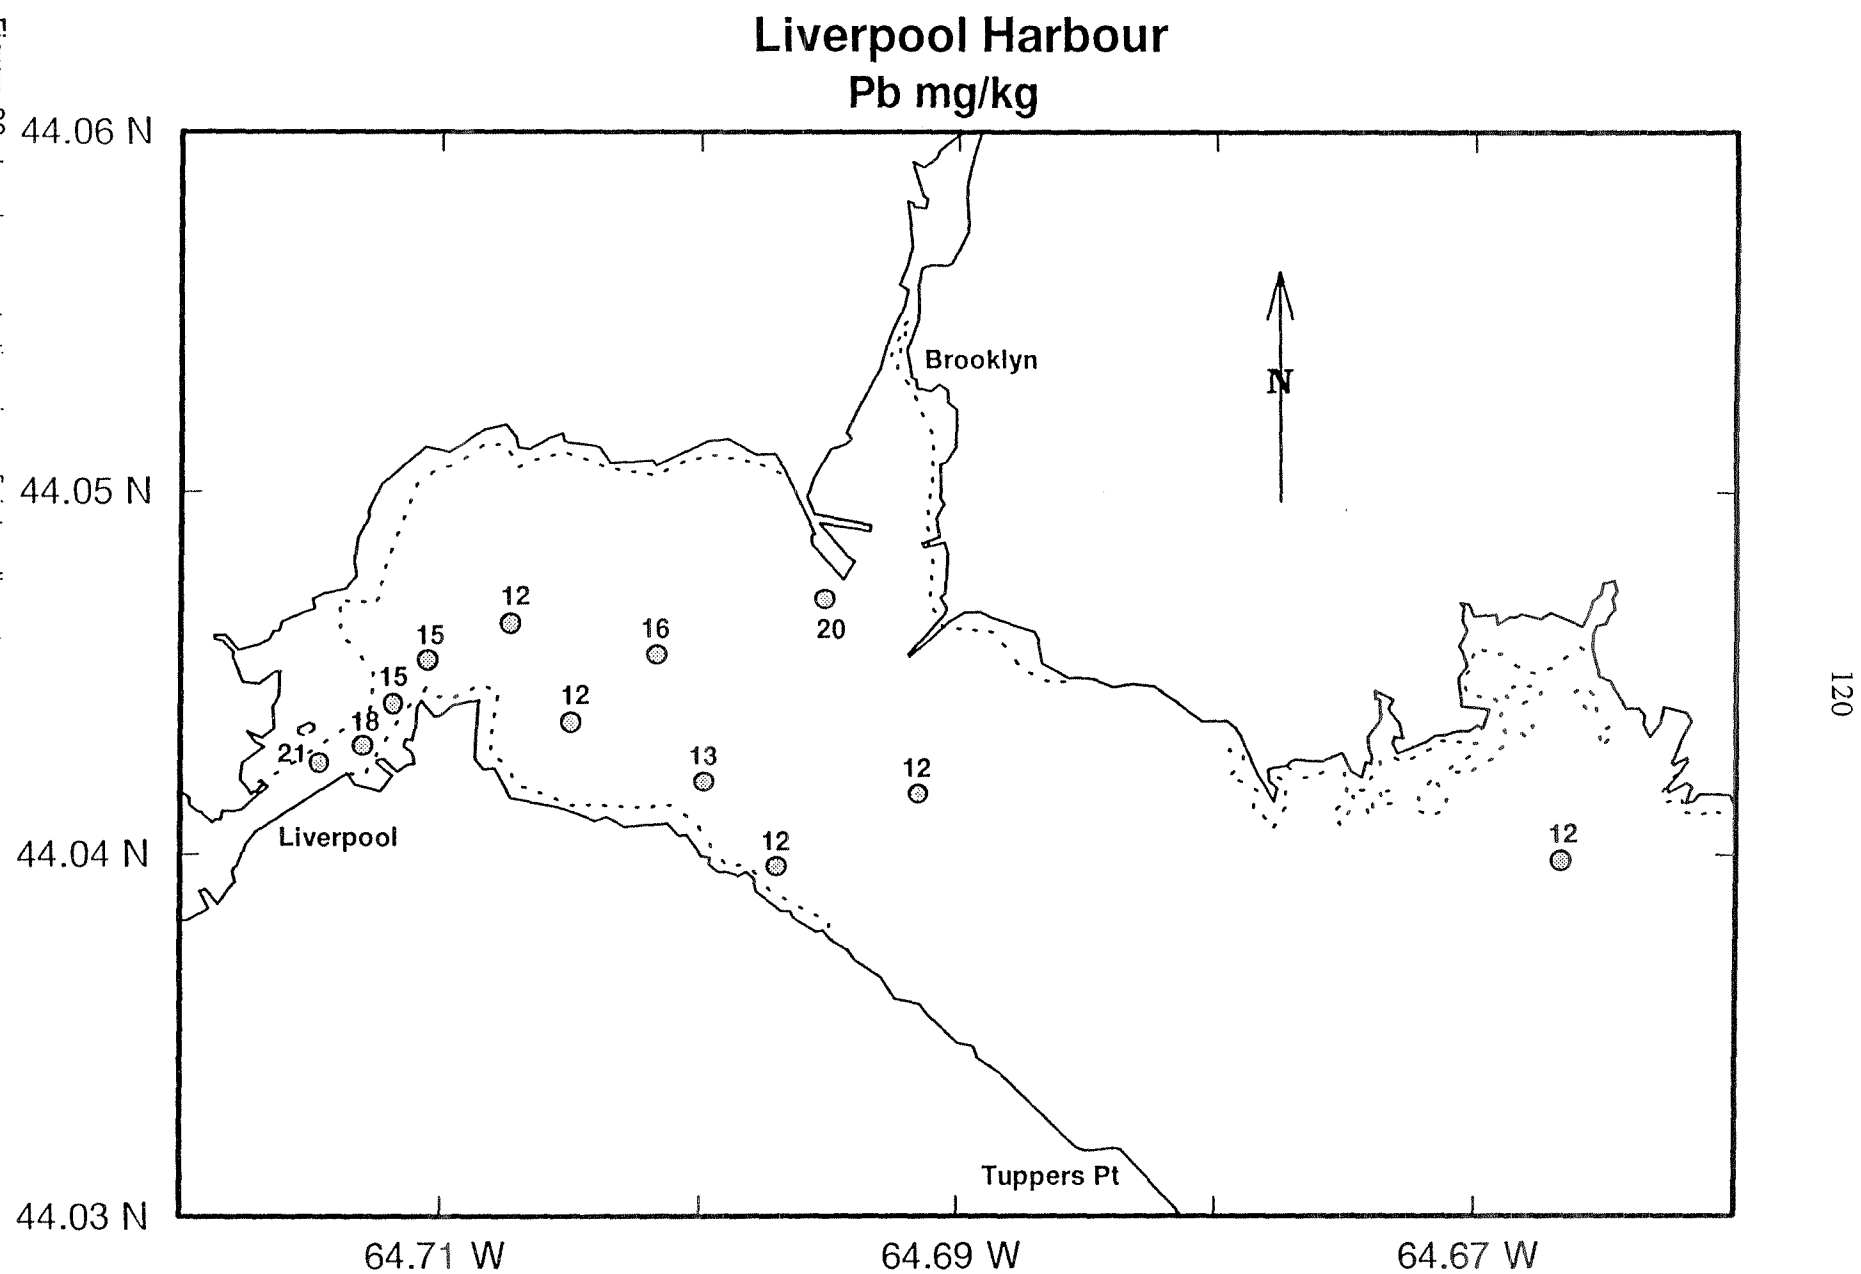 Liverpool Harbour
Pb mg/kg
44.06 N
Brooklyn
N
44.05 N
12
15
16
20
15
12
18
21
13
12
120
Liverpool
12
12
44.04 N
Tuppers Pt
44.03 N
64.71 W
64.69 W
64.67 W